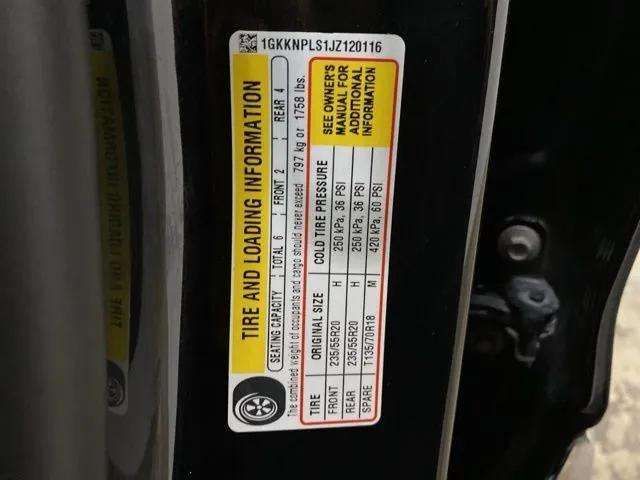 1GKKNPLS1JZ120116
TIRE AND LOADING INFORMATION
SEATING CAPACITY TOTAL 6 FRONT 2 REAR 4
The combined weight of occupants and cargo should never exceed 797 kg or 1758 lbs.
TIRE ORIGINAL SIZE COLD TIRE PRESSURE
FRONT 235/55R20 H 250 kPa, 36 PSI
REAR 235/55R20 H 250 kPa, 36 PSI
SPARE T135/70R18 M 420 kPa, 60 PSI
SEE OWNER'S
MANUAL FOR
ADDITIONAL
INFORMATION